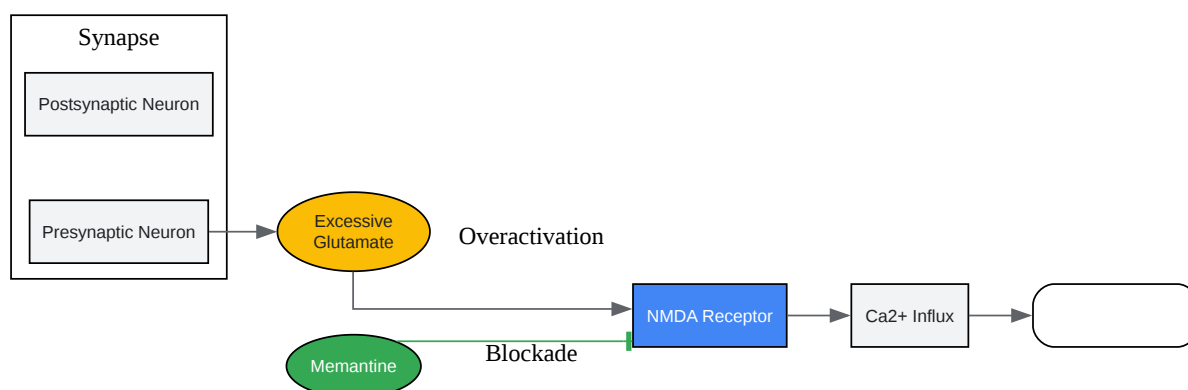 Synapse
Postsynaptic Neuron
Presynaptic Neuron
Excessive
Glutamate
Overactivation
NMDA Receptor
Ca2+ Influx
Blockade
Memantine